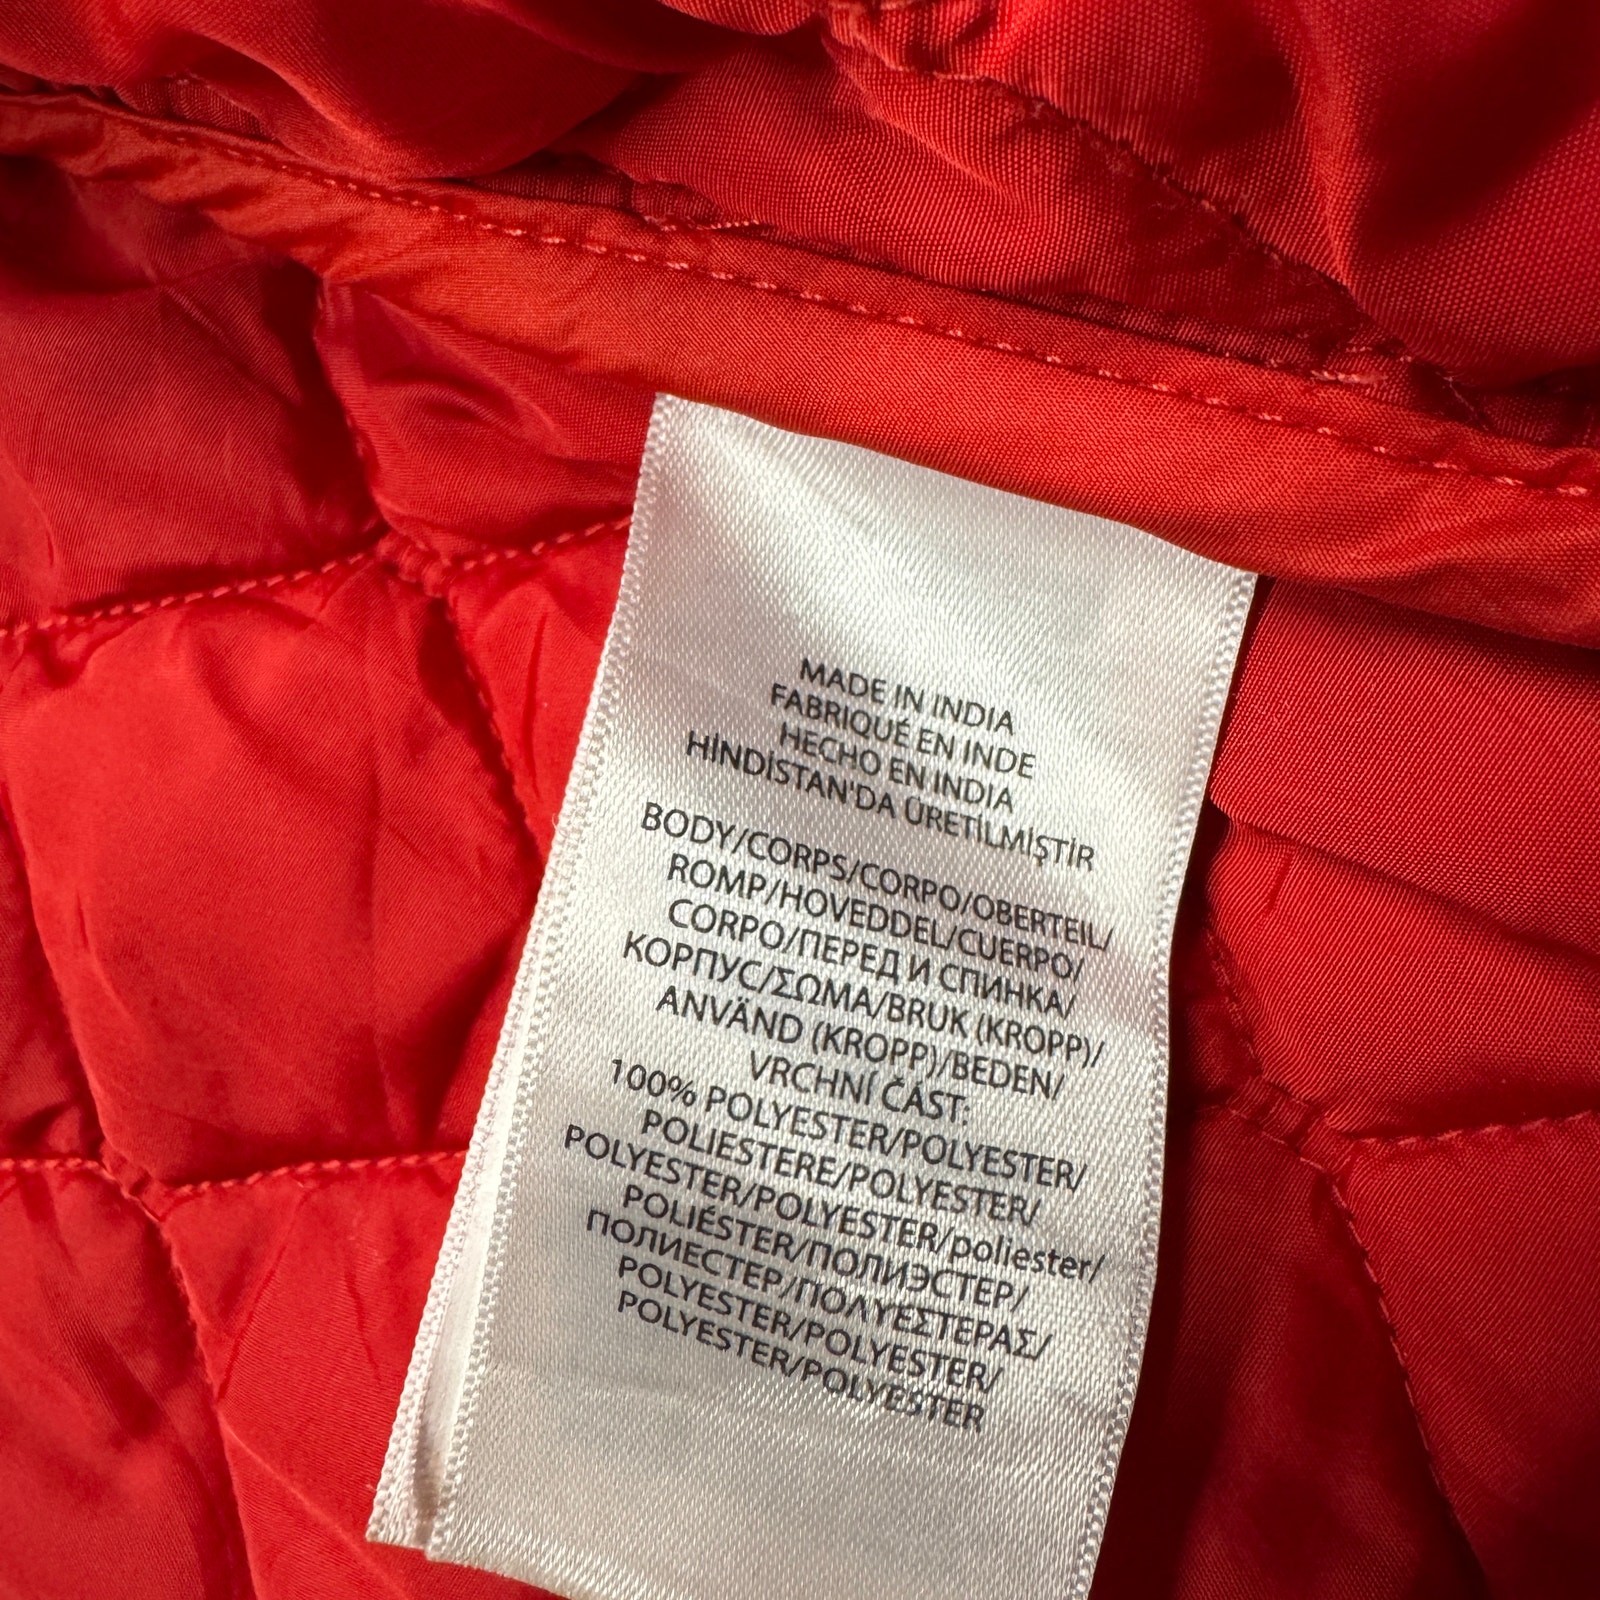 MADE IN INDIA
FABRIQUÉ EN INDE
HECHO EN INDIA
HİNDİSTAN'DA ÜRETİLMİŞTİR
BODY/CORPS/CORPO/OBERTEIL/
ROMP/HOVEDDEL/CUERPO/
CORPO/ПЕРЕД И СПИНКА/
КОРПУС/ΣΩΜΑ/BRUK (KROPP)/
ANVÄND (KROPP)/BEDEN/
VRCHNÍ ČÁST:
100% POLYESTER/POLYESTER/
POLIESTERE/POLYESTER/
POLYESTER/POLYESTER/poliester/
POLIÉSTER/ПОЛИЭСТЕР/
ПОЛИЕСТЕР/ΠΟΛΥΕΣΤΕΡΑΣ/
POLYESTER/POLYESTER/
POLYESTER/POLYESTER